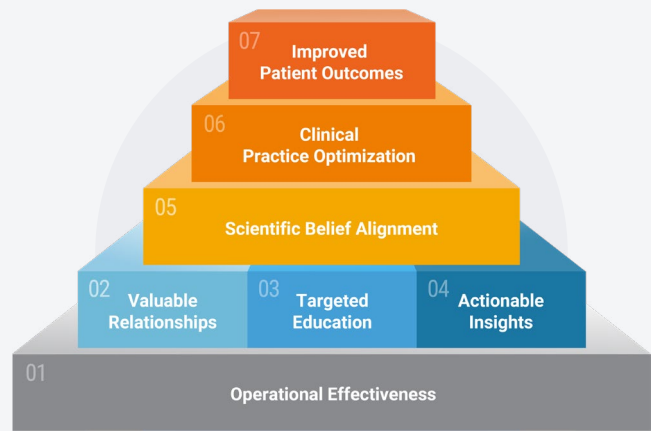 07
Improved
Patient Outcomes
06
Clinical
Practice Optimization
05
Scientific Belief Alignment
02
Valuable
Relationships
03
Targeted
Education
04
Actionable
Insights
01
Operational Effectiveness